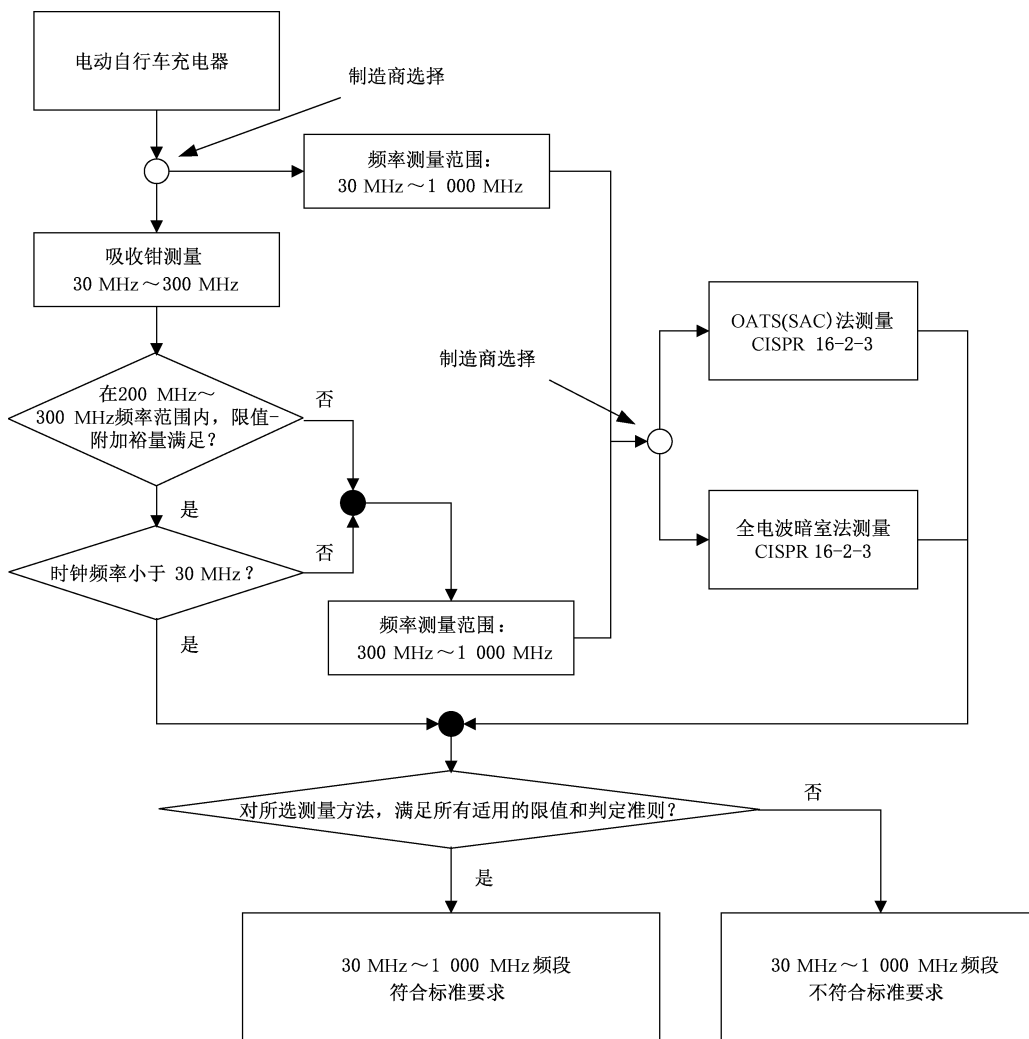 电动自行车充电器
制造商选择
频率测量范围：
30 MHz～1 000 MHz
吸收钳测量
30 MHz～300 MHz
OATS(SAC)法测量
CISPR 16-2-3
制造商选择
在200 MHz～
300 MHz频率范围内，限值-
附加裕量满足？
否
是
全电波暗室法测量
CISPR 16-2-3
时钟频率小于 30 MHz？
否
是
频率测量范围：
300 MHz～1 000 MHz
对所选测量方法，满足所有适用的限值和判定准则？
否
是
30 MHz～1 000 MHz频段
符合标准要求
30 MHz～1 000 MHz频段
不符合标准要求